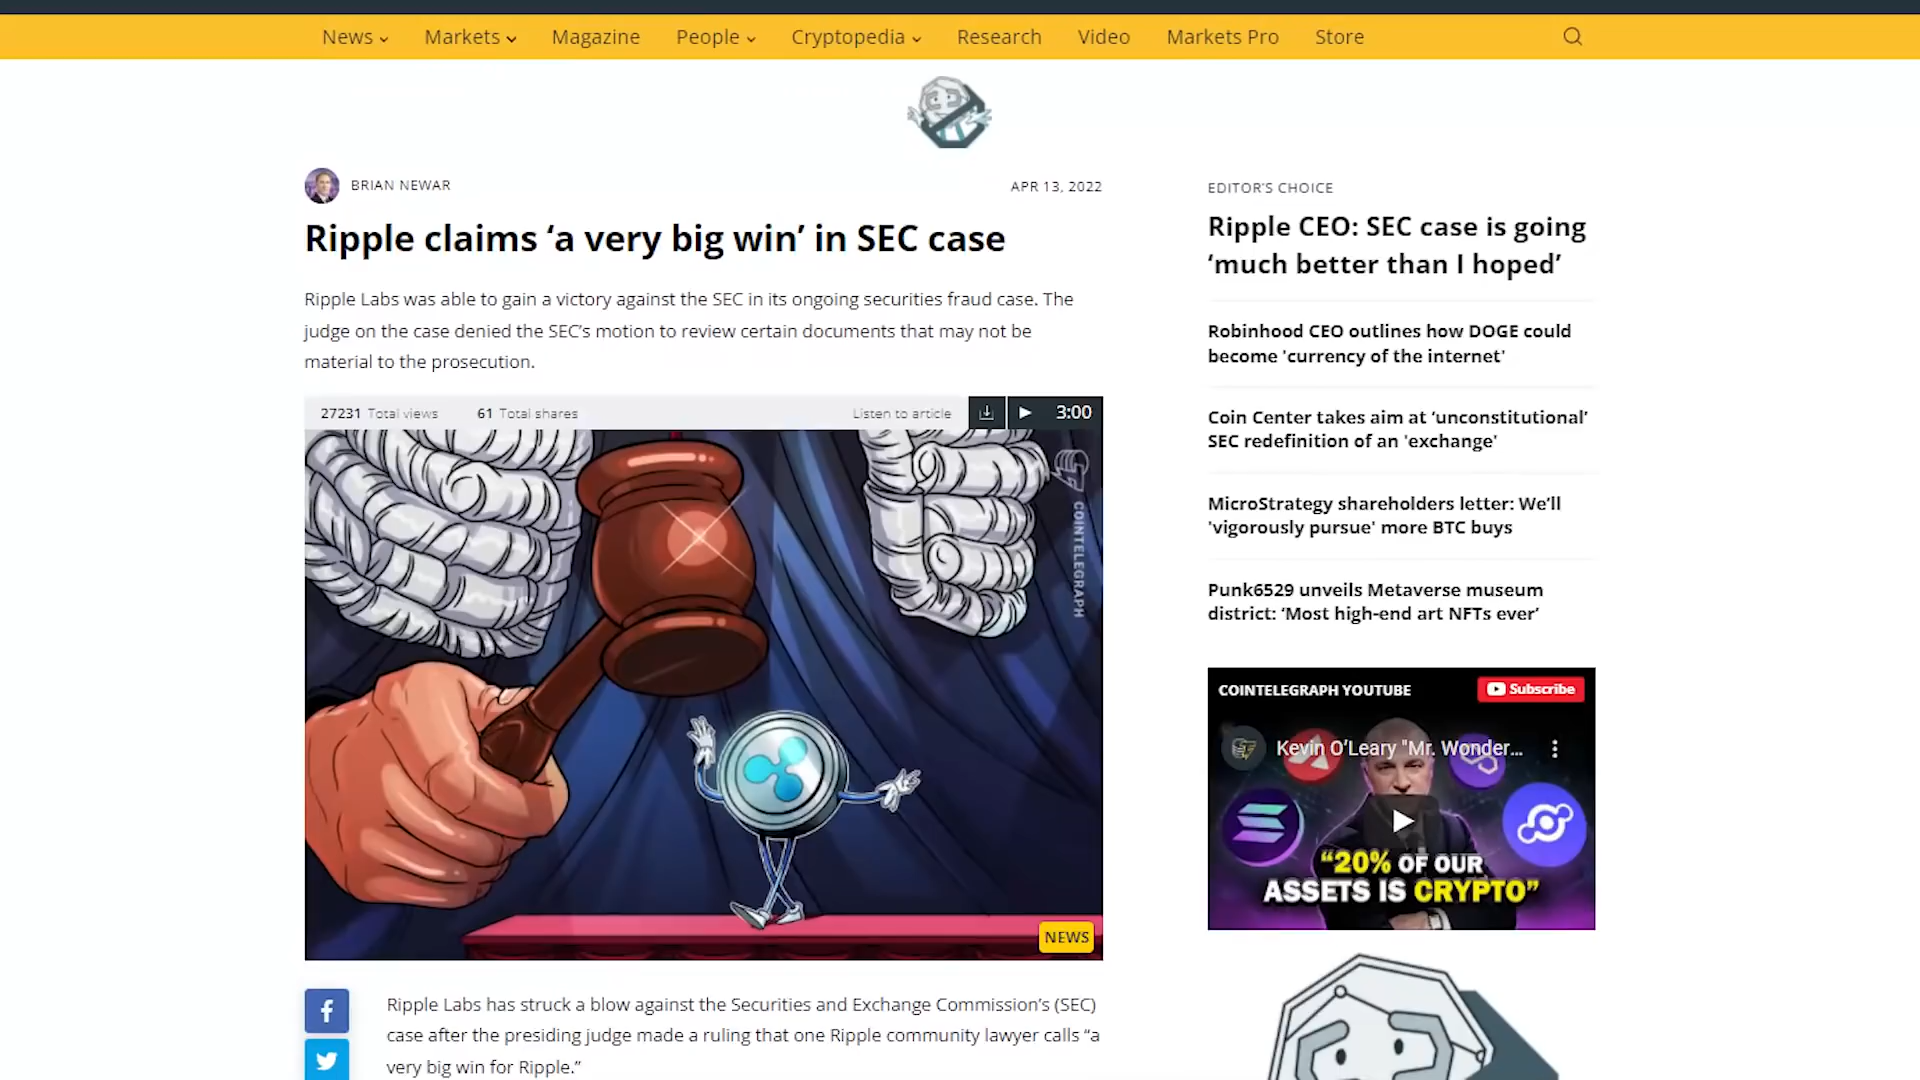 News Markets Magazine People Cryptopedia Research Video Markets Pro Store
BRIAN NEWAR
APR 13, 2022
Ripple claims ‘a very big win’ in SEC case
Ripple Labs was able to gain a victory against the SEC in its ongoing securities fraud case. The
judge on the case denied the SEC’s motion to review certain documents that may not be
material to the prosecution.
27231 Total views 61 Total shares
Listen to article
3:00
COINTELEGRAPH
NEWS
Ripple Labs has struck a blow against the Securities and Exchange Commission’s (SEC)
case after the presiding judge made a ruling that one Ripple community lawyer calls “a
very big win for Ripple.”
EDITOR’S CHOICE
Ripple CEO: SEC case is going
‘much better than I hoped’
Robinhood CEO outlines how DOGE could
become 'currency of the internet'
Coin Center takes aim at ‘unconstitutional’
SEC redefinition of an 'exchange'
MicroStrategy shareholders letter: We’ll
'vigorously pursue' more BTC buys
Punk6529 unveils Metaverse museum
district: ‘Most high-end art NFTs ever’
COINTELEGRAPH YOUTUBE
Subscribe
Kevin O’Leary "Mr. Wonder...
“20% OF OUR
ASSETS IS CRYPTO”